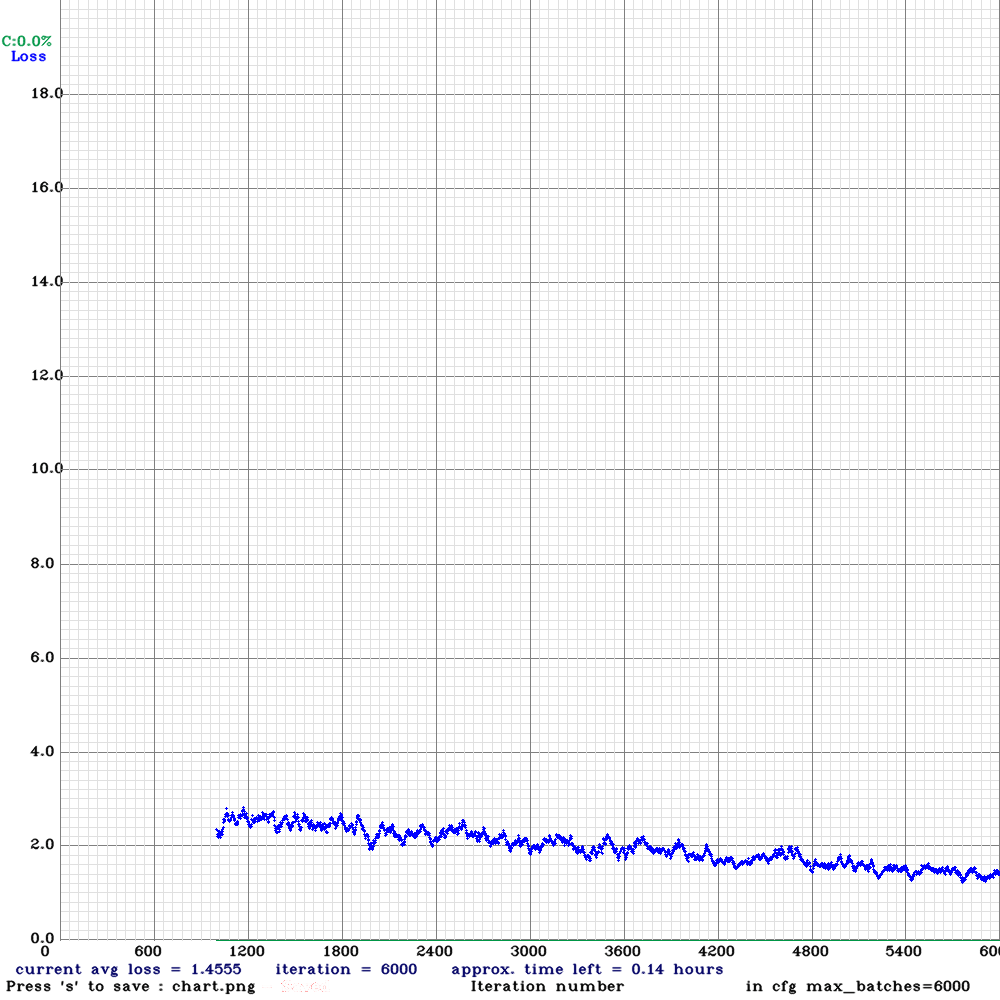 C:0.0%
Loss
18.0
16.0
14.0
12.0
10.0
8.0
6.0
4.0
2.0
0.0
0 600 1200 1800 2400 3000 3600 4200 4800 5400 600
current avg loss = 1.4555 iteration = 6000 approx. time left = 0.14 hours
Press 's' to save : chart.png Iteration number in cfg max_batches=6000